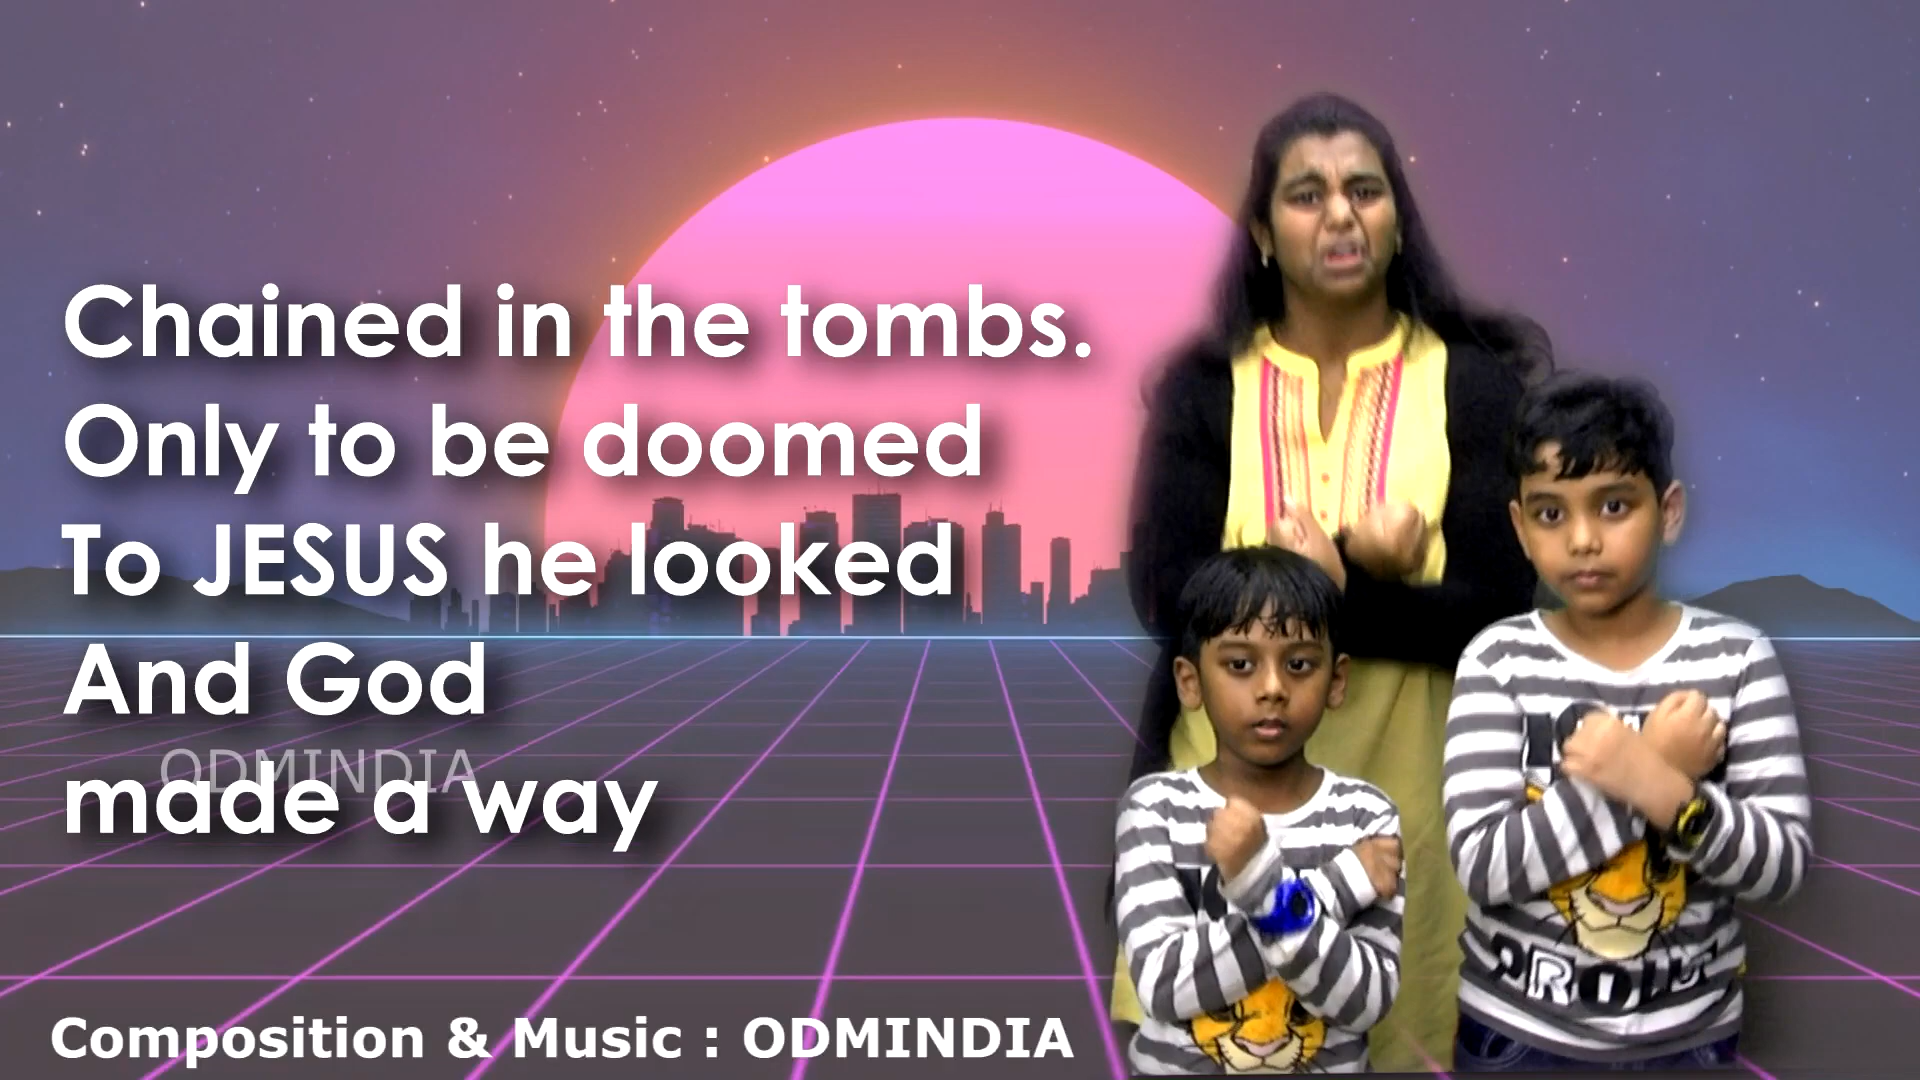 Chained in the tombs.
Only to be doomed
To JESUS he looked
And God
ODMINDIA
made a way
Composition & Music : ODMINDIA